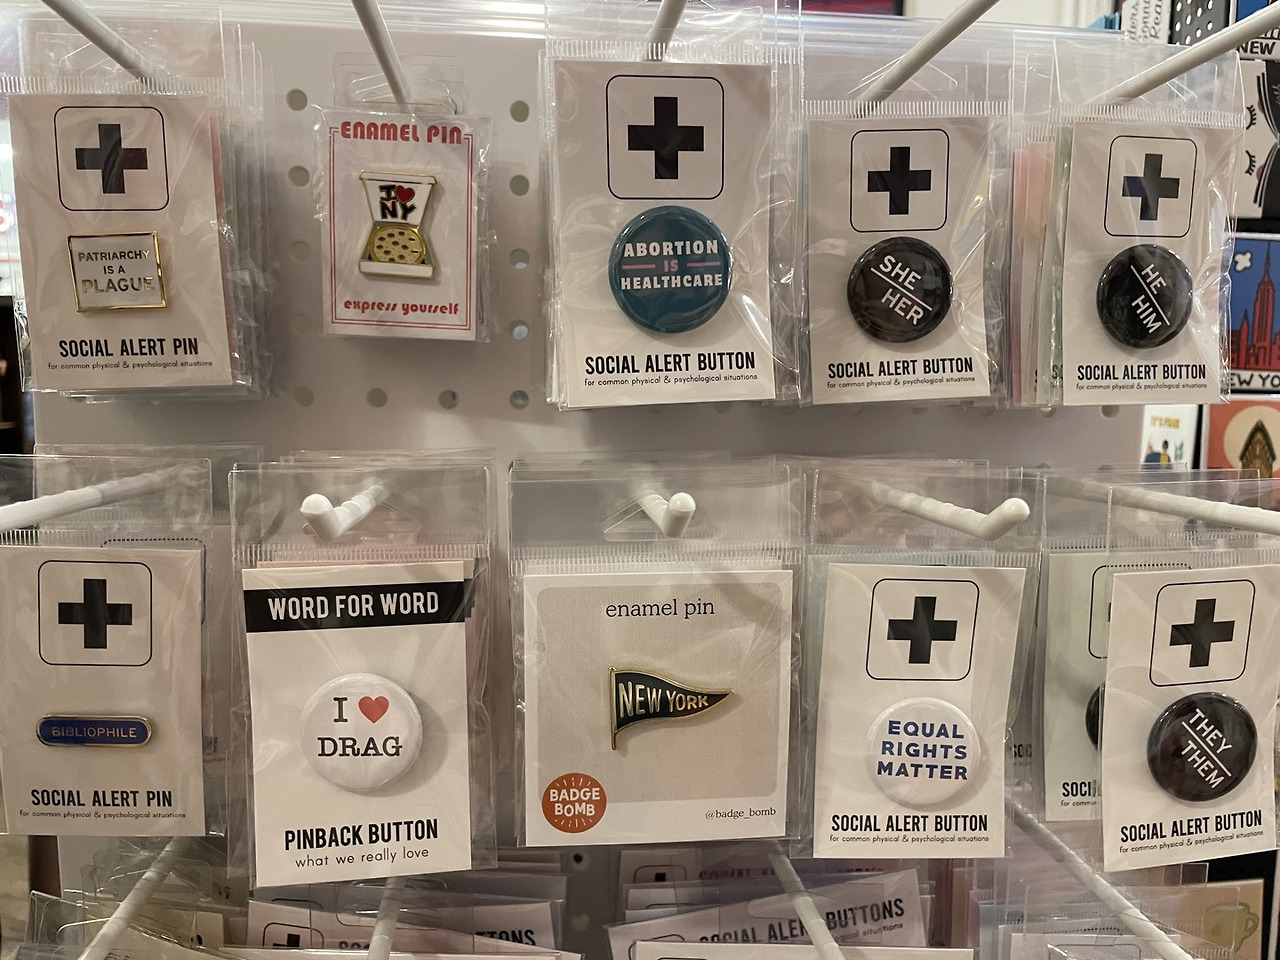 PATRIARCHY
IS A
PLAGUE
SOCIAL ALERT PIN
for common physical & psychological situations
ENAMEL PIN
I ❤
NY
express yourself
ABORTION
IS
HEALTHCARE
SOCIAL ALERT BUTTON
for common physical & psychological situations
SHE
HER
SOCIAL ALERT BUTTON
for common physical & psychological situations
HE
HIM
SOCIAL ALERT BUTTON
for common physical & psychological situations
NEW
BIBLIOPHILE
SOCIAL ALERT PIN
for common physical & psychological situations
WORD FOR WORD
I ❤
DRAG
PINBACK BUTTON
what we really love
enamel pin
NEW YORK
BADGE
BOMB
@badge_bomb
EQUAL
RIGHTS
MATTER
SOCIAL ALERT BUTTON
for common physical & psychological situations
SOCI
THEY
THEM
SOCIAL ALERT BUTTON
for common physical & psychological situations
SOCIAL ALERT BUTTONS